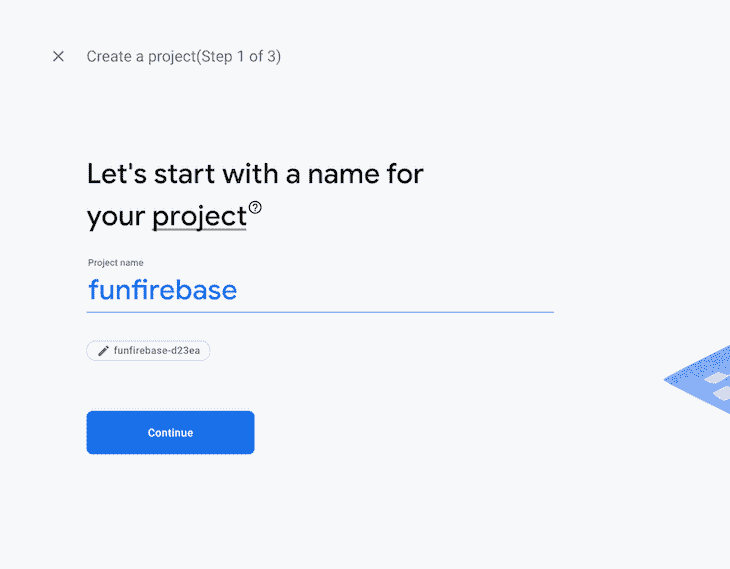 Create a project(Step 1 of 3)
Let's start with a name for
your project
Project name
funfirebase
funfirebase-d23ea
Continue